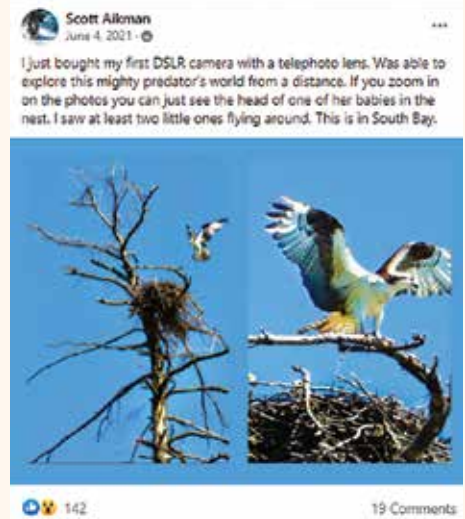 Scott Aikman
June 4, 2021 ·
I just bought my first DSLR camera with a telephoto lens. Was able to
explore this mighty predator's world from a distance. If you zoom in
on the photos you can just see the head of one of her babies in the
nest. I saw at least two little ones flying around. This is in South Bay.
142
19 Comments